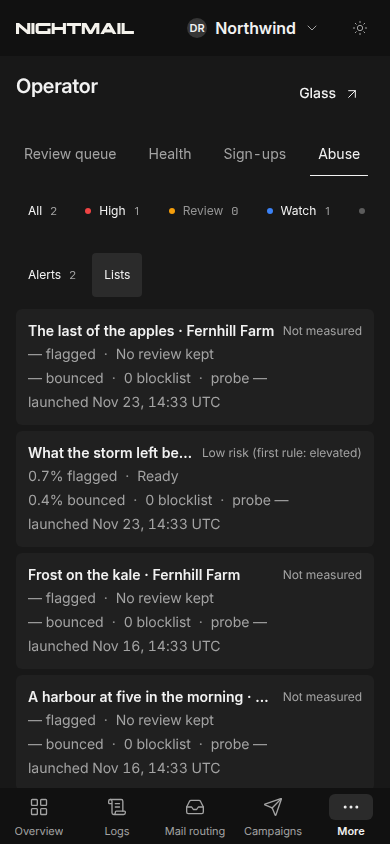 NIGHTMAIL
DR Northwind
Operator
Glass
Review queue Health Sign-ups Abuse
All 2 High 1 Review 0 Watch 1
Alerts 2 Lists
The last of the apples · Fernhill Farm Not measured
— flagged · No review kept
— bounced · 0 blocklist · probe —
launched Nov 23, 14:33 UTC
What the storm left be... Low risk (first rule: elevated)
0.7% flagged · Ready
0.4% bounced · 0 blocklist · probe —
launched Nov 23, 14:33 UTC
Frost on the kale · Fernhill Farm Not measured
— flagged · No review kept
— bounced · 0 blocklist · probe —
launched Nov 16, 14:33 UTC
A harbour at five in the morning · ... Not measured
— flagged · No review kept
— bounced · 0 blocklist · probe —
launched Nov 16, 14:33 UTC
Overview Logs Mail routing Campaigns More